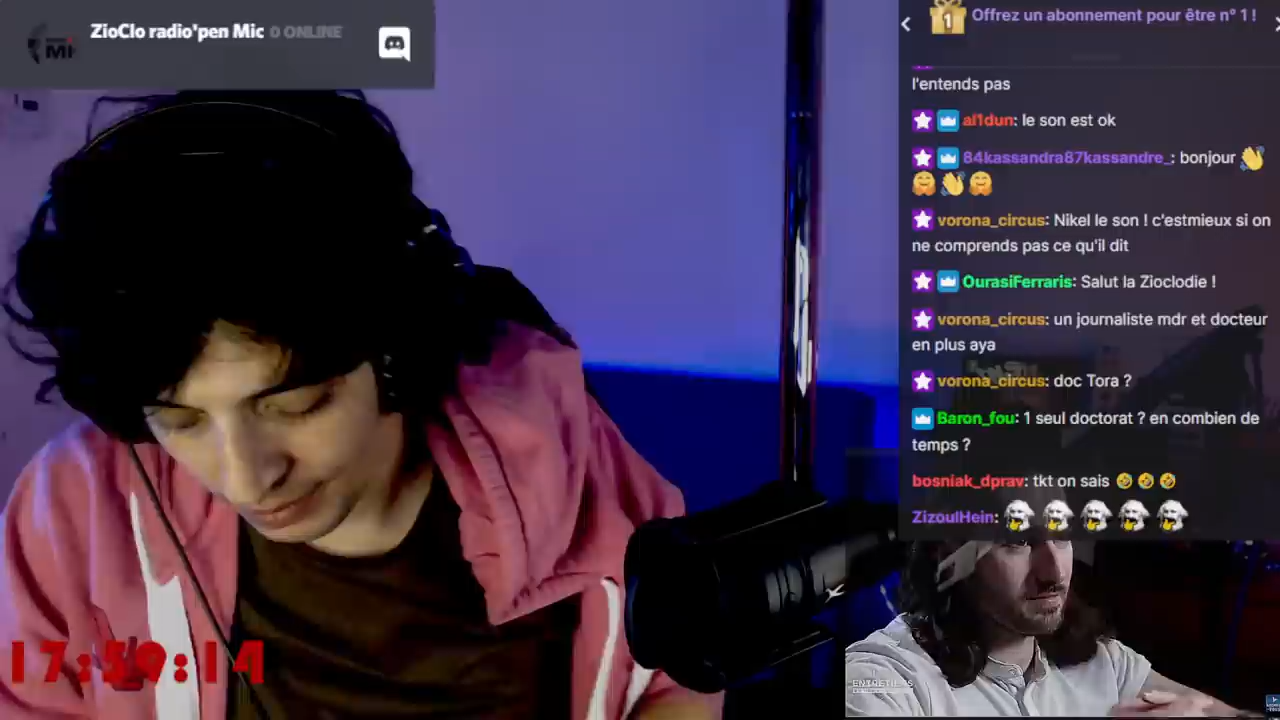 ZioClo radio'pen Mic 0 ONLINE
MI
Offrez un abonnement pour être n° 1 !
1
l'entends pas
al1dun: le son est ok
84kassandra87kassandre_: bonjour
vorona_circus: Nikel le son ! c'estmieux si on
ne comprends pas ce qu'il dit
OurasiFerraris: Salut la Zioclodie !
vorona_circus: un journaliste mdr et docteur
en plus aya
vorona_circus: doc Tora ?
Baron_fou: 1 seul doctorat ? en combien de
temps ?
bosniak_dprav: tkt on sais
ZizoulHein:
17:59:14
ENTRETIENS